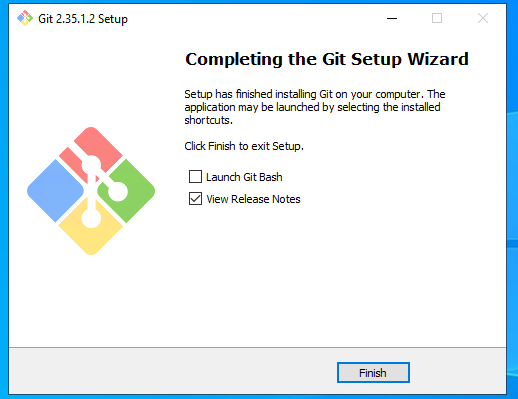 Git 2.35.1.2 Setup
Completing the Git Setup Wizard
Setup has finished installing Git on your computer. The
application may be launched by selecting the installed
shortcuts.
Click Finish to exit Setup.
Launch Git Bash
View Release Notes
Finish